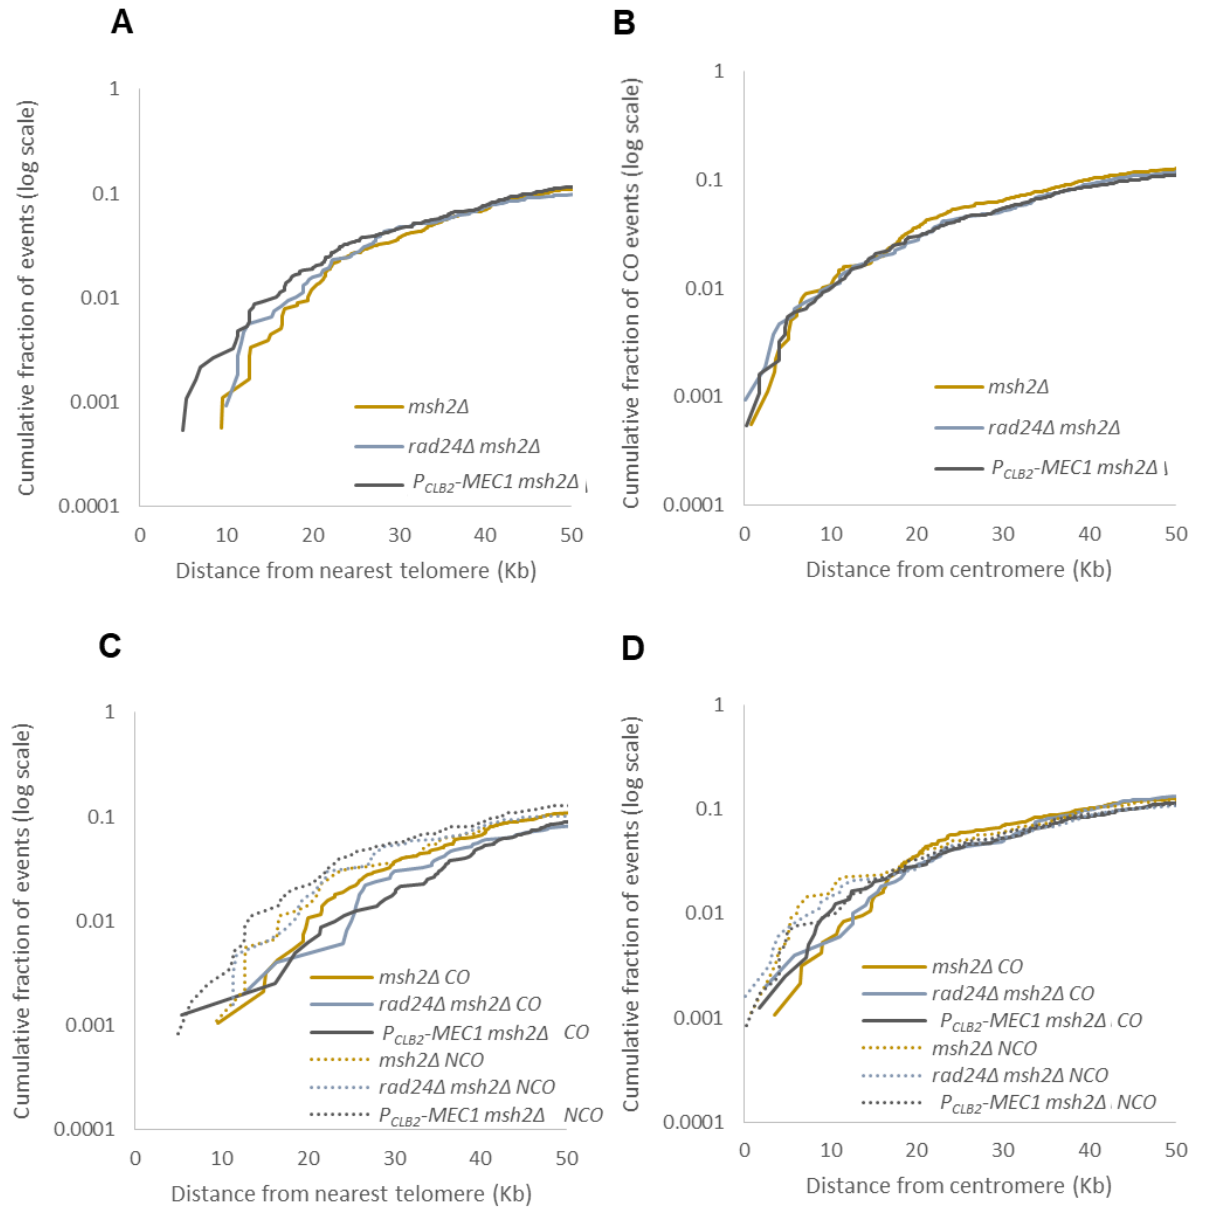 A
Cumulative fraction of events (log scale)
1
0.1
0.01
0.001
0.0001
msh2Δ
rad24Δ msh2Δ
PCLB2-MEC1 msh2Δ
0 10 20 30 40 50
Distance from nearest telomere (Kb)
B
Cumulative fraction of CO events (log scale)
1
0.1
0.01
0.001
0.0001
msh2Δ
rad24Δ msh2Δ
PCLB2-MEC1 msh2Δ
0 10 20 30 40 50
Distance from centromere (Kb)
C
Cumulative fraction of events (log scale)
1
0.1
0.01
0.001
0.0001
msh2Δ CO
rad24Δ msh2Δ CO
PCLB2-MEC1 msh2Δ CO
msh2Δ NCO
rad24Δ msh2Δ NCO
PCLB2-MEC1 msh2Δ NCO
0 10 20 30 40 50
Distance from nearest telomere (Kb)
D
Cumulative fraction of events (log scale)
1
0.1
0.01
0.001
0.0001
msh2Δ CO
rad24Δ msh2Δ CO
PCLB2-MEC1 msh2Δ CO
msh2Δ NCO
rad24Δ msh2Δ NCO
PCLB2-MEC1 msh2Δ NCO
0 10 20 30 40 50
Distance from centromere (Kb)